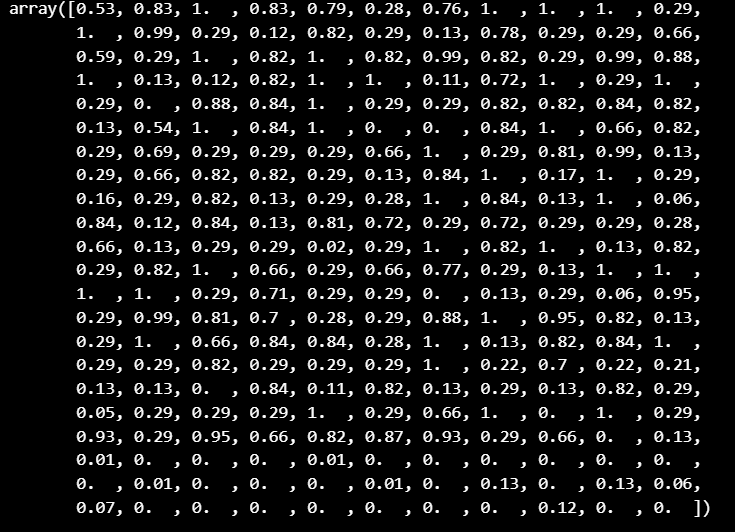 array([0.53, 0.83, 1.  , 0.83, 0.79, 0.28, 0.76, 1.  , 1.  , 1.  , 0.29,
       1.  , 0.99, 0.29, 0.12, 0.82, 0.29, 0.13, 0.78, 0.29, 0.29, 0.66,
       0.59, 0.29, 1.  , 0.82, 1.  , 0.82, 0.99, 0.82, 0.29, 0.99, 0.88,
       1.  , 0.13, 0.12, 0.82, 1.  , 1.  , 0.11, 0.72, 1.  , 0.29, 1.  ,
       0.29, 0.  , 0.88, 0.84, 1.  , 0.29, 0.29, 0.82, 0.82, 0.84, 0.82,
       0.13, 0.54, 1.  , 0.84, 1.  , 0.  , 0.  , 0.84, 1.  , 0.66, 0.82,
       0.29, 0.69, 0.29, 0.29, 0.29, 0.66, 1.  , 0.29, 0.81, 0.99, 0.13,
       0.29, 0.66, 0.82, 0.82, 0.29, 0.13, 0.84, 1.  , 0.17, 1.  , 0.29,
       0.16, 0.29, 0.82, 0.13, 0.29, 0.28, 1.  , 0.84, 0.13, 1.  , 0.06,
       0.84, 0.12, 0.84, 0.13, 0.81, 0.72, 0.29, 0.72, 0.29, 0.29, 0.28,
       0.66, 0.13, 0.29, 0.29, 0.02, 0.29, 1.  , 0.82, 1.  , 0.13, 0.82,
       0.29, 0.82, 1.  , 0.66, 0.29, 0.66, 0.77, 0.29, 0.13, 1.  , 1.  ,
       1.  , 1.  , 0.29, 0.71, 0.29, 0.29, 0.  , 0.13, 0.29, 0.06, 0.95,
       0.29, 0.99, 0.81, 0.7 , 0.28, 0.29, 0.88, 1.  , 0.95, 0.82, 0.13,
       0.29, 1.  , 0.66, 0.84, 0.84, 0.28, 1.  , 0.13, 0.82, 0.84, 1.  ,
       0.29, 0.29, 0.82, 0.29, 0.29, 0.29, 1.  , 0.22, 0.7 , 0.22, 0.21,
       0.13, 0.13, 0.  , 0.84, 0.11, 0.82, 0.13, 0.29, 0.13, 0.82, 0.29,
       0.05, 0.29, 0.29, 0.29, 1.  , 0.29, 0.66, 1.  , 0.  , 1.  , 0.29,
       0.93, 0.29, 0.95, 0.66, 0.82, 0.87, 0.93, 0.29, 0.66, 0.  , 0.13,
       0.01, 0.  , 0.  , 0.  , 0.01, 0.  , 0.  , 0.  , 0.  , 0.  , 0.  ,
       0.  , 0.01, 0.  , 0.  , 0.  , 0.01, 0.  , 0.13, 0.  , 0.13, 0.06,
       0.07, 0.  , 0.  , 0.  , 0.  , 0.  , 0.  , 0.  , 0.12, 0.  , 0.  ])